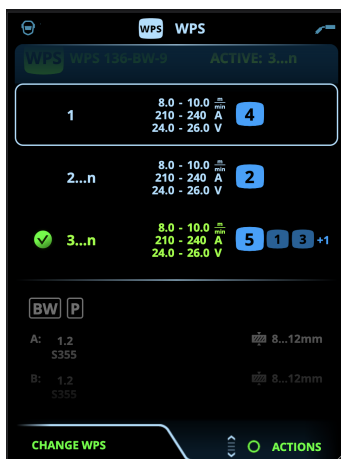 WPS WPS
WPS WPS 136-BW-9 ACTIVE: 3...n
1 8.0 - 10.0 m/min 4
210 - 240 A
24.0 - 26.0 V
2...n 8.0 - 10.0 m/min 2
210 - 240 A
24.0 - 26.0 V
3...n 8.0 - 10.0 m/min 5 1 3 +1
210 - 240 A
24.0 - 26.0 V
BW P
A: 1.2 8...12mm
S355
B: 1.2 8...12mm
S355
CHANGE WPS ACTIONS